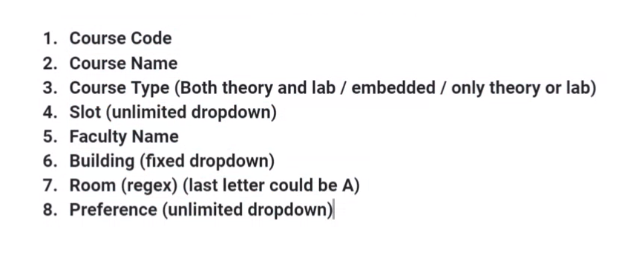 1. Course Code
2. Course Name
3. Course Type (Both theory and lab / embedded / only theory or lab)
4. Slot (unlimited dropdown)
5. Faculty Name
6. Building (fixed dropdown)
7. Room (regex) (last letter could be A)
8. Preference (unlimited dropdown)